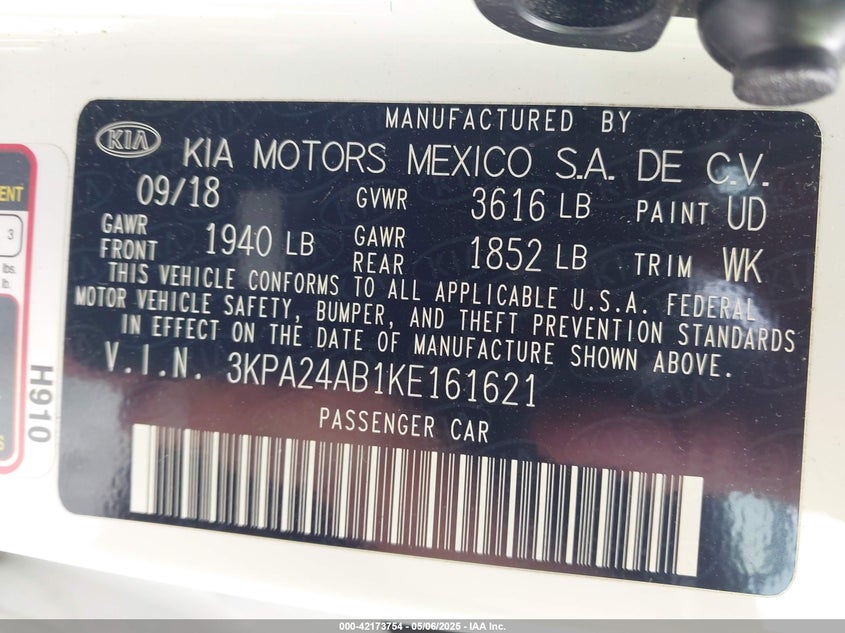 MANUFACTURED BY
KIA
KIA MOTORS MEXICO S.A. DE C.V.
09/18 GVWR 3616 LB PAINT UD
GAWR FRONT 1940 LB GAWR REAR 1852 LB TRIM WK
THIS VEHICLE CONFORMS TO ALL APPLICABLE U.S.A. FEDERAL
MOTOR VEHICLE SAFETY, BUMPER, AND THEFT PREVENTION STANDARDS
IN EFFECT ON THE DATE OF MANUFACTURE SHOWN ABOVE.
V.I.N. 3KPA24AB1KE161621
PASSENGER CAR
3
lbs.
lb.
H910
000-42173754 - 05/06/2025 - IAA Inc.